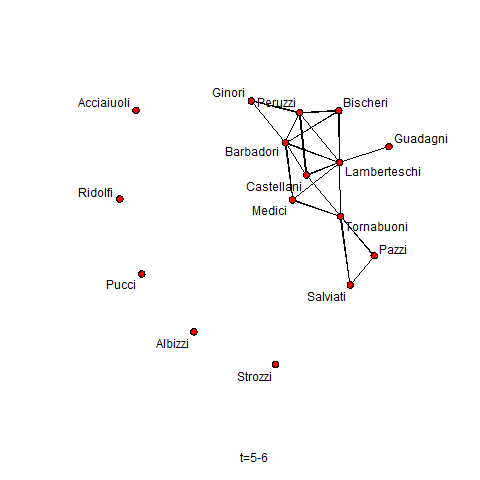 Ginori
Peruzzi
Bischeri
Acciaiuoli
Guadagni
Barbadori
Lamberteschi
Castellani
Ridolfi
Medici
Tornabuoni
Pazzi
Pucci
Salviati
Albizzi
Strozzi
t=5-6